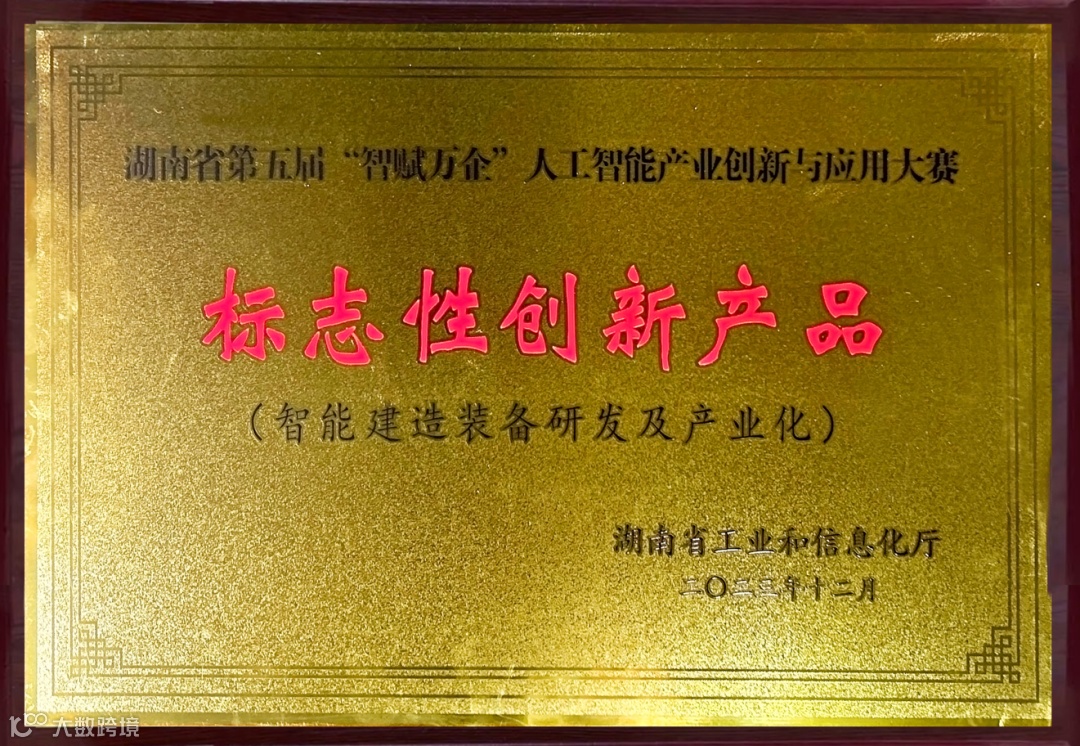 湖南省第五届“智赋万企”人工智能产业创新与应用大赛
标志性创新产品
（智能建造装备研发及产业化）
湖南省工业和信息化厅
二〇二三年十二月
大数跨境